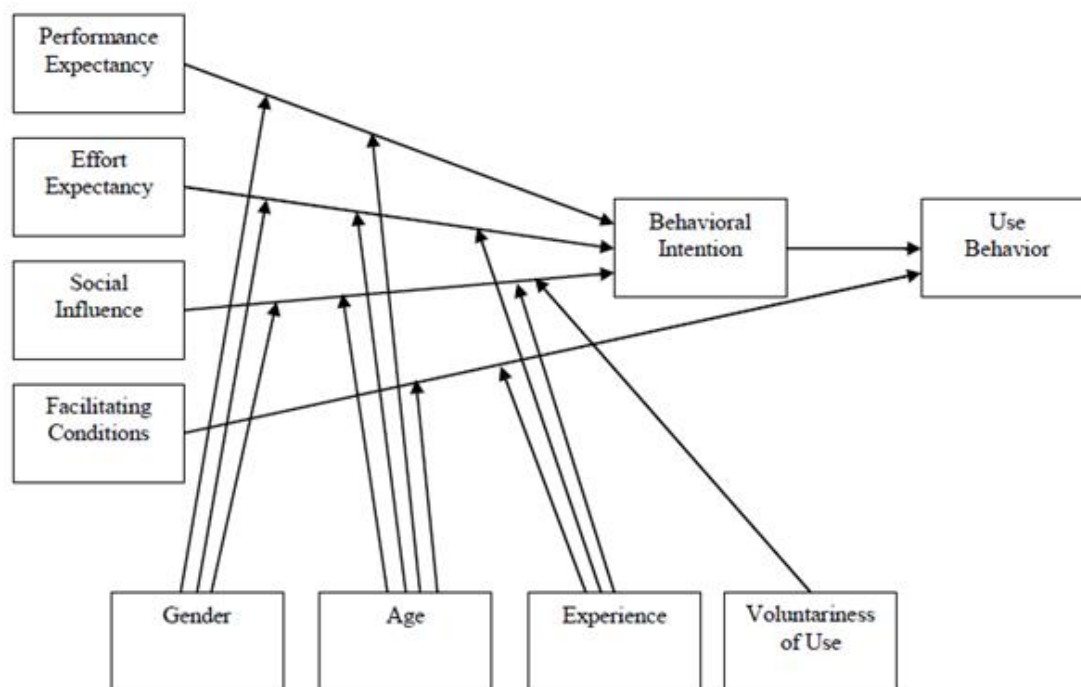 Performance
Expectancy
Effort
Expectancy
Social
Influence
Facilitating
Conditions
Behavioral
Intention
Use
Behavior
Gender
Age
Experience
Voluntariness
of Use